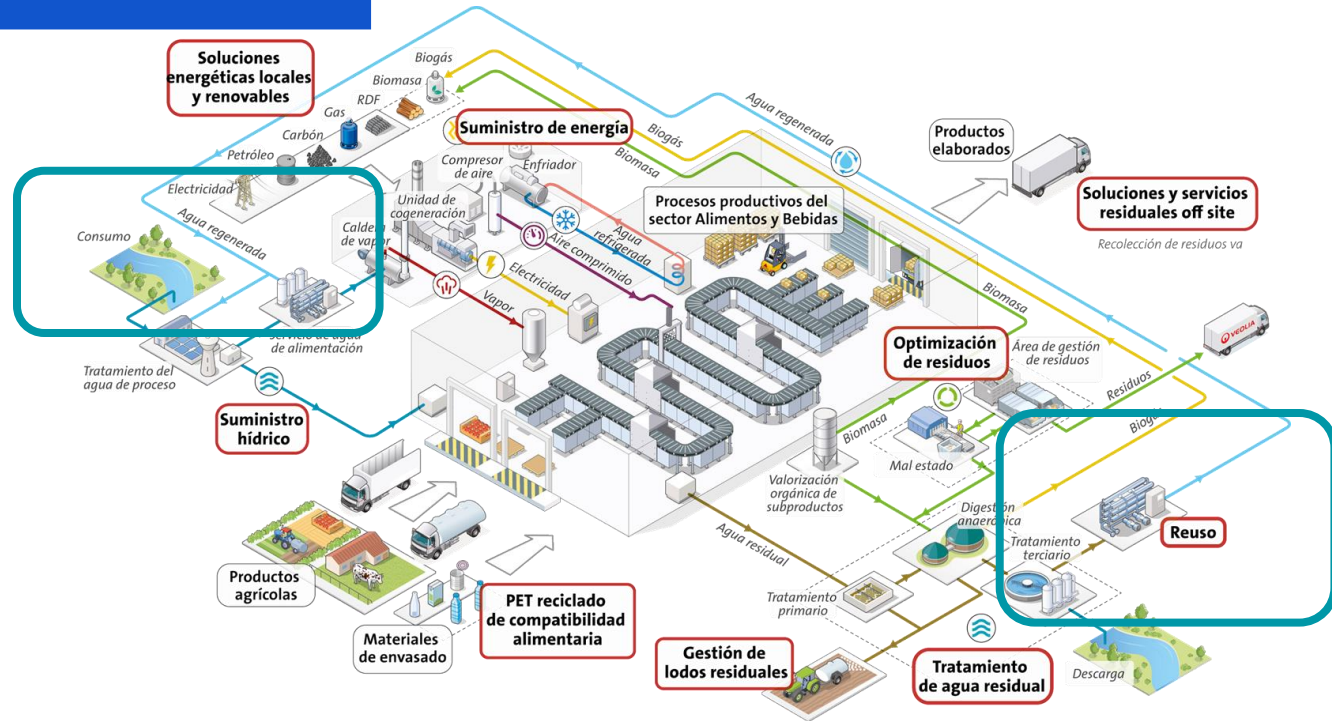 Soluciones
energéticas locales
y renovables
Biogás
Biomasa
RDF
Gas
Carbón
Petróleo
Electricidad
Suministro de energía
Compresor
de aire
Enfriador
Unidad de
cogeneración
Caldera
de vapor
Agua regenerada
Biogás
Biomasa
Agua regenerada
Productos
elaborados
Soluciones y servicios
residuales off site
Recolección de residuos va
Procesos productivos del
sector Alimentos y Bebidas
Agua
refrigerada
Aire comprimido
Electricidad
Vapor
Consumo
Servicio de agua
de alimentación
Tratamiento del
agua de proceso
Suministro
hídrico
Biomasa
Optimización
de residuos
Área de gestión
de residuos
VEOLIA
Residuos
Biogás
Biomasa
Mal estado
Valorización
orgánica de
subproductos
Digestión
anaeróbica
Tratamiento
terciario
Reuso
Agua residual
Tratamiento
primario
Productos
agrícolas
Materiales
de envasado
PET reciclado
de compatibilidad
alimentaria
Gestión de
lodos residuales
Tratamiento
de agua residual
Descarga